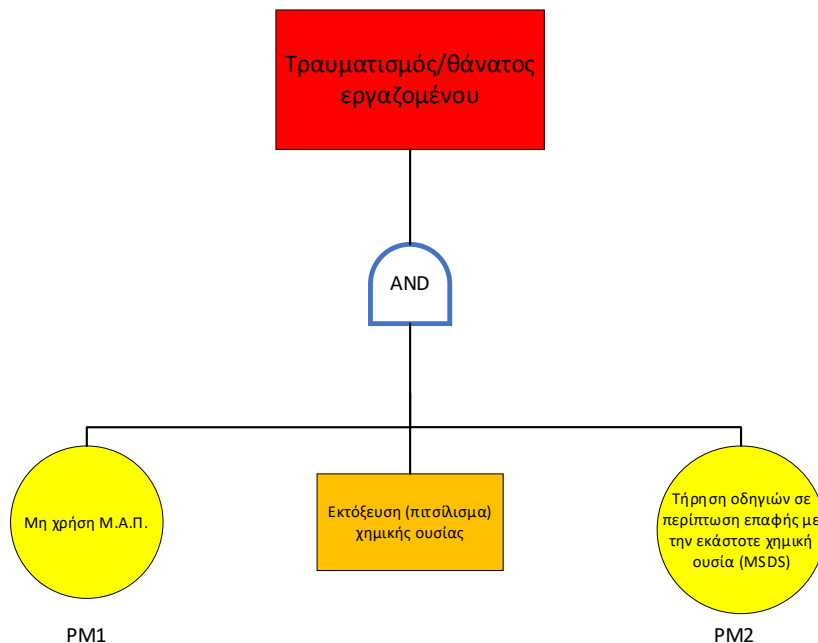 Τραυματισμός/θάνατος
εργαζομένου
AND
Μη χρήση Μ.Α.Π.
Εκτόξευση (πιτσίλισμα)
χημικής ουσίας
Τήρηση οδηγιών σε
περίπτωση επαφής με
την εκάστοτε χημική
ουσία (MSDS)
PM1
PM2